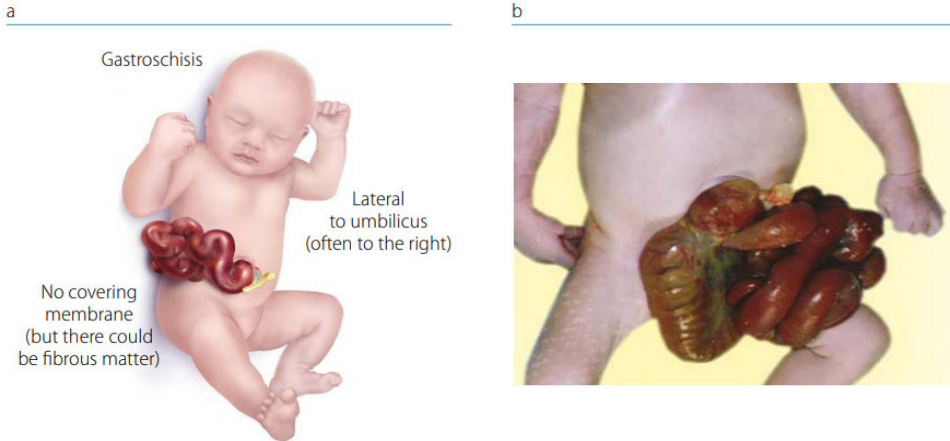 a
b
Gastroschisis
Lateral
to umbilicus
(often to the right)
No covering
membrane
(but there could
be fibrous matter)